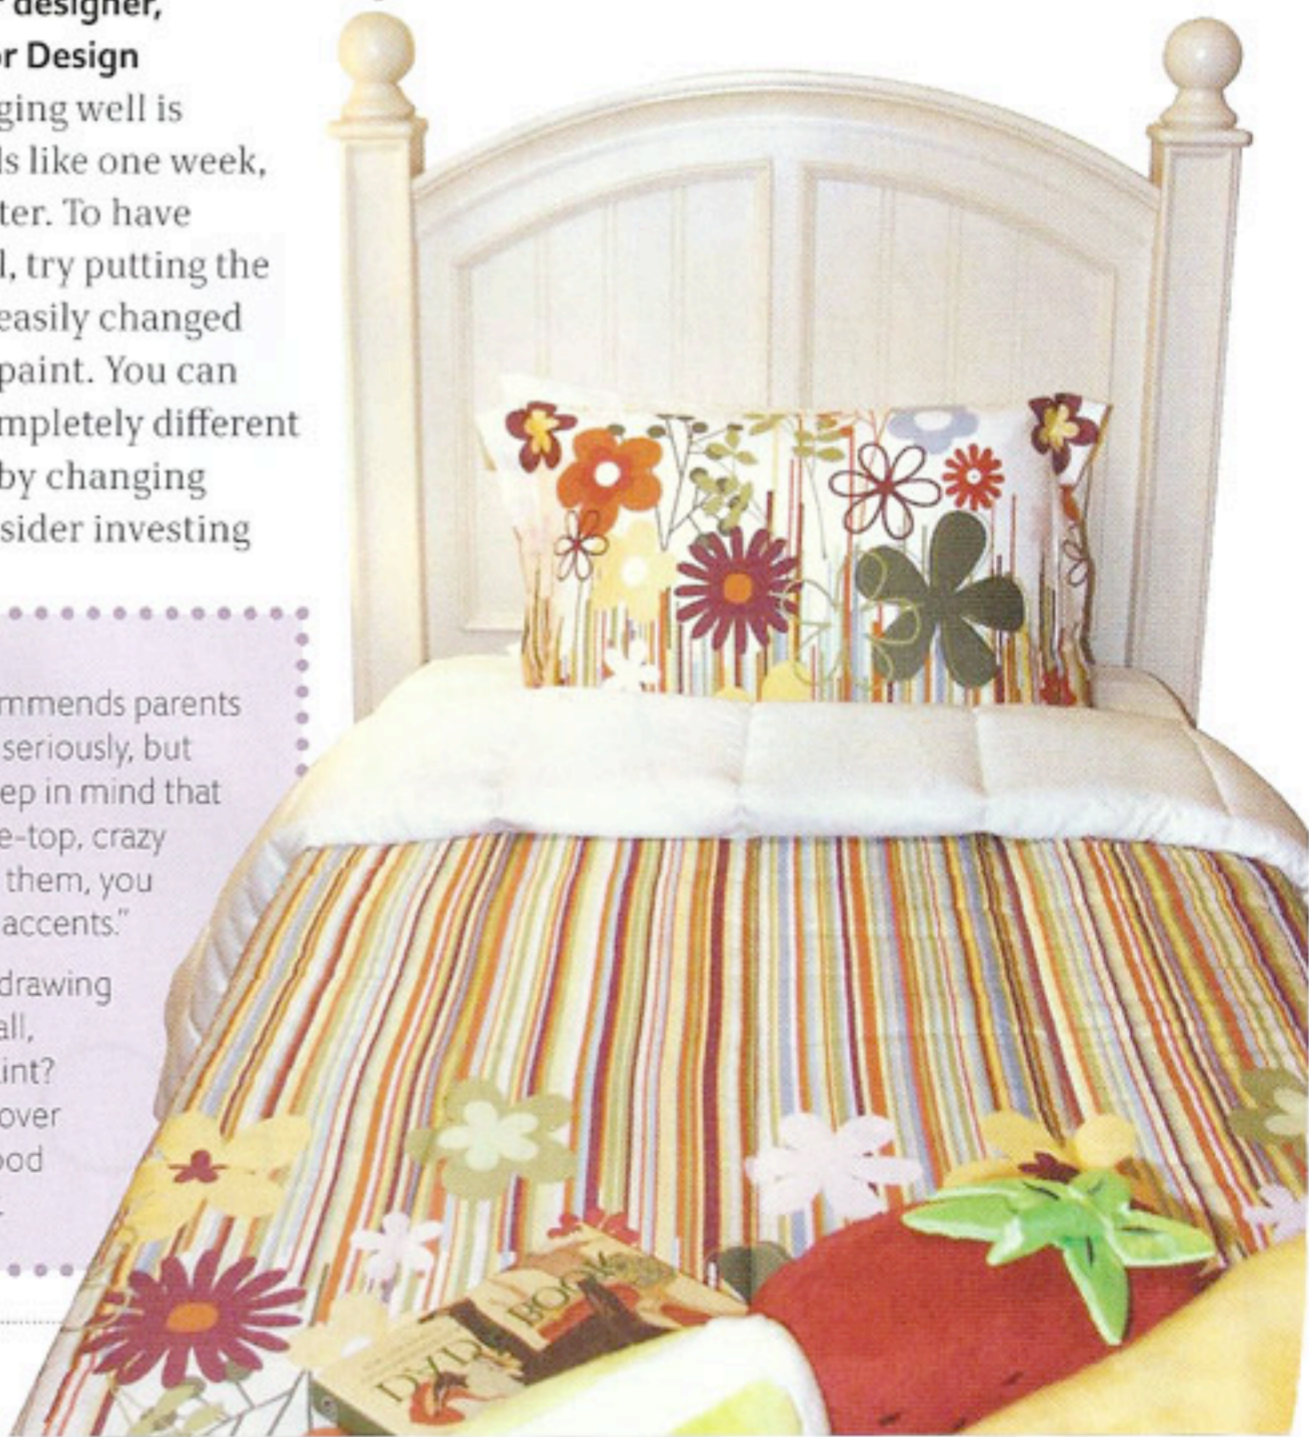 designer,
or Design
ging well is
ls like one week,
ter. To have
l, try putting the
easily changed
paint. You can
mpletely different
by changing
sider investing
mmends parents
seriously, but
ep in mind that
e-top, crazy
them, you
accents."
drawing
all,
int?
over
ood
BOOK